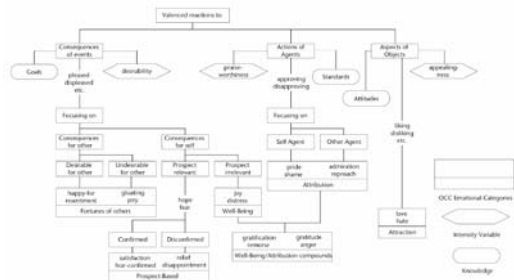 Valenced reactions to
Consequences of events
Actions of Agents
Aspects of Objects
Goals
desirability
praise-worthiness
Standards
appealing-ness
Attitudes
pleased
displeased
etc.
approving
disapproving
liking
disliking
etc
Focusing on
Focusing on
Consequences for other
Consequences for self
Self Agent
Other Agent
Desirable for other
Undesirable for other
Prospect relevant
Prospect irrelevant
pride
shame
admiration
reproach
Attribution
happy-for
resentment
gloating
pity
Fortunes of others
hope
fear
joy
distress
Well-Being
love
hate
Attraction
Confirmed
Disconfirmed
gratification
remorse
gratitude
anger
Well-Being/Attribution compounds
satisfaction
fear-confirmed
relief
disappointment
Prospect Based
OCC Emotional Categories
Intensity Variable
Knowledge